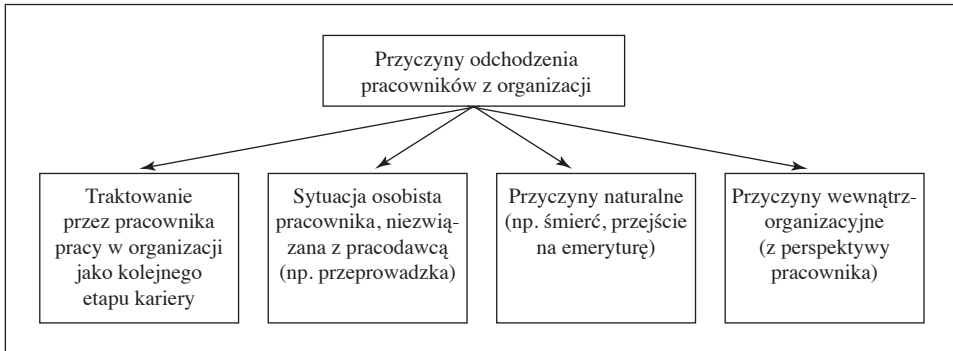 Przyczyny odchodzenia
pracowników z organizacji
Traktowanie
przez pracownika
pracy w organizacji
jako kolejnego
etapu kariery
Sytuacja osobista
pracownika, niezwią-
zana z pracodawcą
(np. przeprowadzka)
Przyczyny naturalne
(np. śmierć, przejście
na emeryturę)
Przyczyny wewnątrz-
organizacyjne
(z perspektywy
pracownika)